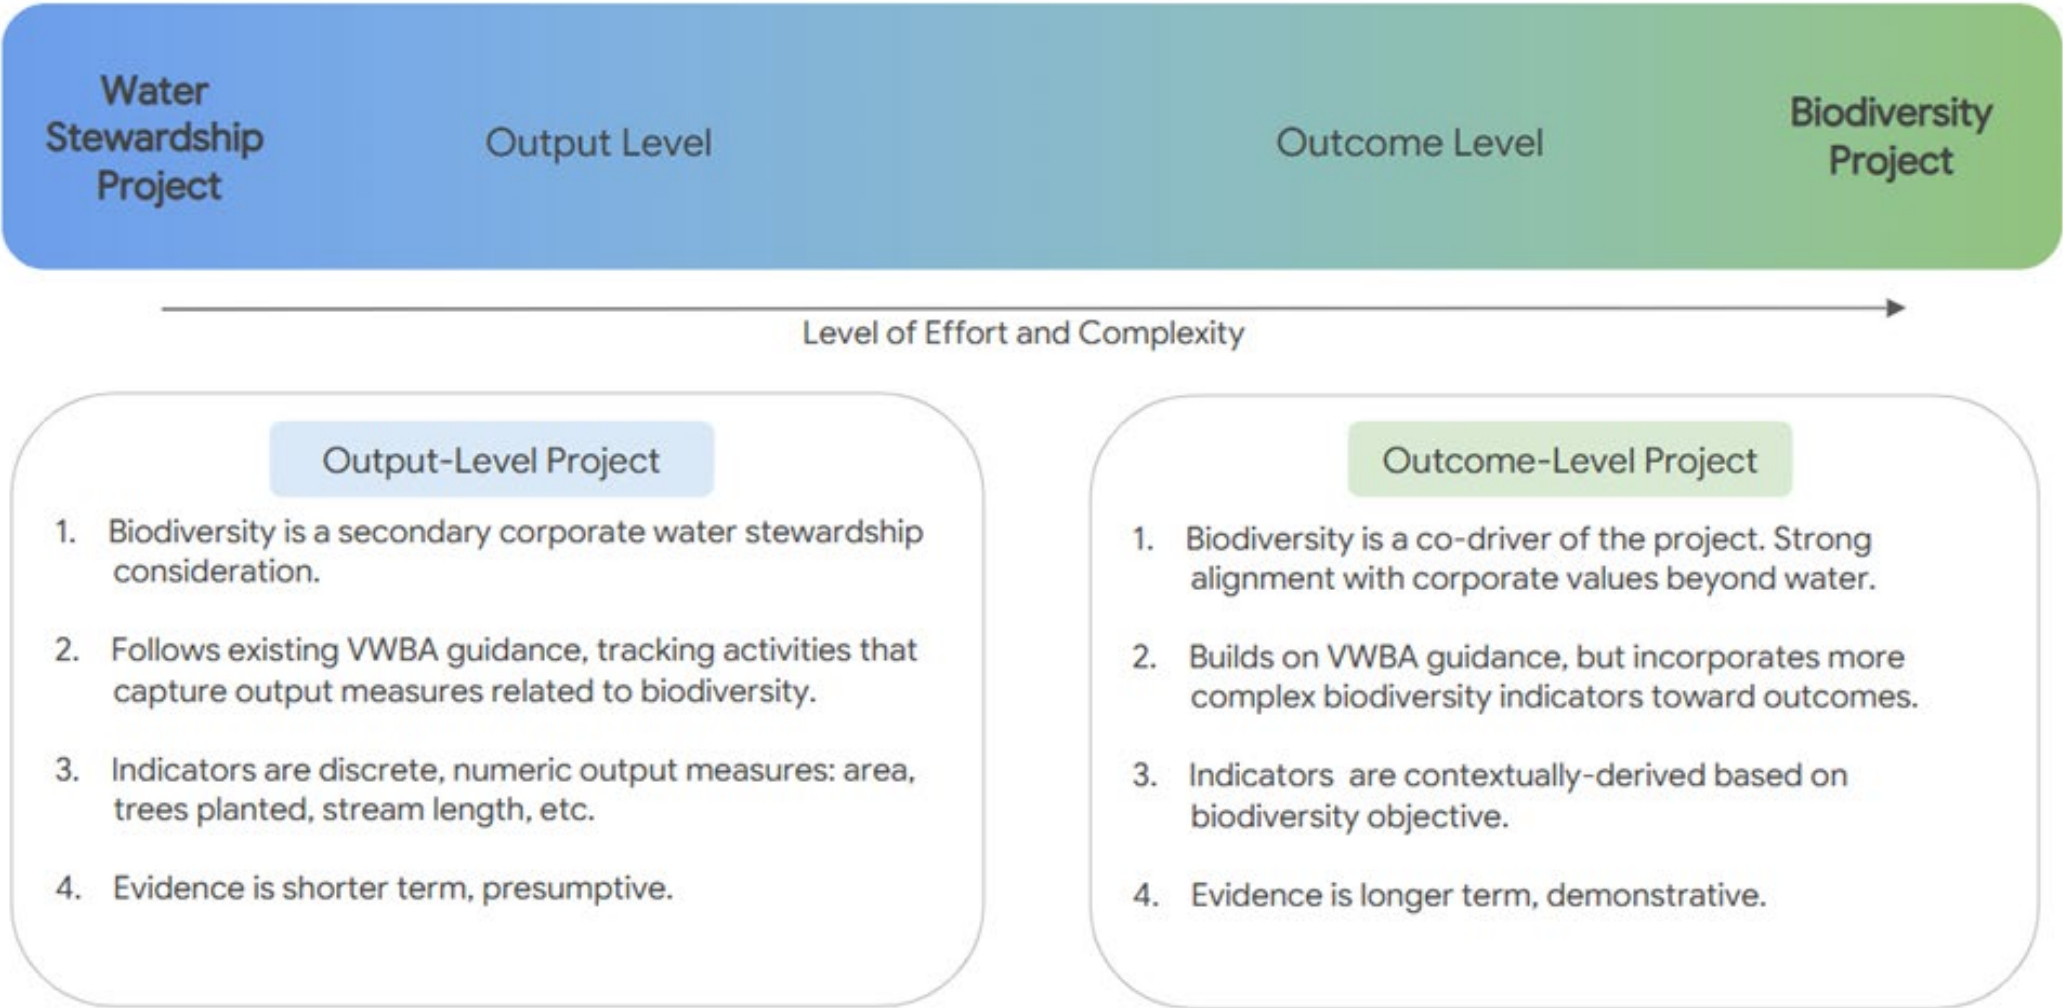 Water
Stewardship
Project
Output Level
Outcome Level
Biodiversity
Project
Level of Effort and Complexity
Output-Level Project
1. Biodiversity is a secondary corporate water stewardship
consideration.
2. Follows existing VWBA guidance, tracking activities that
capture output measures related to biodiversity.
3. Indicators are discrete, numeric output measures: area,
trees planted, stream length, etc.
4. Evidence is shorter term, presumptive.
Outcome-Level Project
1. Biodiversity is a co-driver of the project. Strong
alignment with corporate values beyond water.
2. Builds on VWBA guidance, but incorporates more
complex biodiversity indicators toward outcomes.
3. Indicators are contextually-derived based on
biodiversity objective.
4. Evidence is longer term, demonstrative.